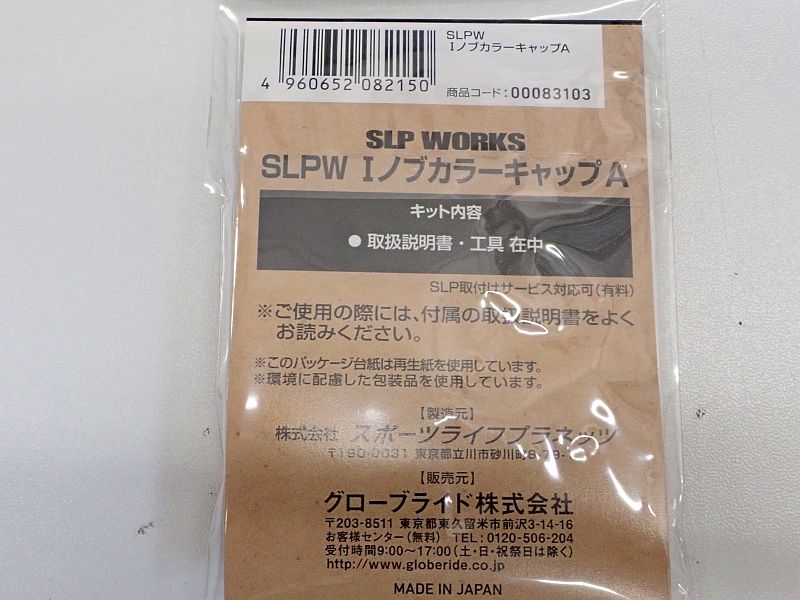 SLPW
IノブカラーキャップA
4 960652 082150
商品コード:00083103
SLP WORKS
SLPW IノブカラーキャップA
キット内容
● 取扱説明書・工具 在中
SLP取付けサービス対応可(有料)
※ご使用の際には、付属の取扱説明書をよく
お読みください。
※このパッケージ台紙は再生紙を使用しています。
※環境に配慮した包装品を使用しています。
【製造元】
株式会社 スポーツライフプラネッツ
〒190-0031 東京都立川市砂川町8-79-
【販売元】
グローブライド株式会社
〒203-8511 東京都東久留米市前沢3-14-16
お客様センター(無料) TEL:0120-506-204
受付時間9:00~17:00(土・日・祝祭日は除く)
http://www.globeride.co.jp
MADE IN JAPAN